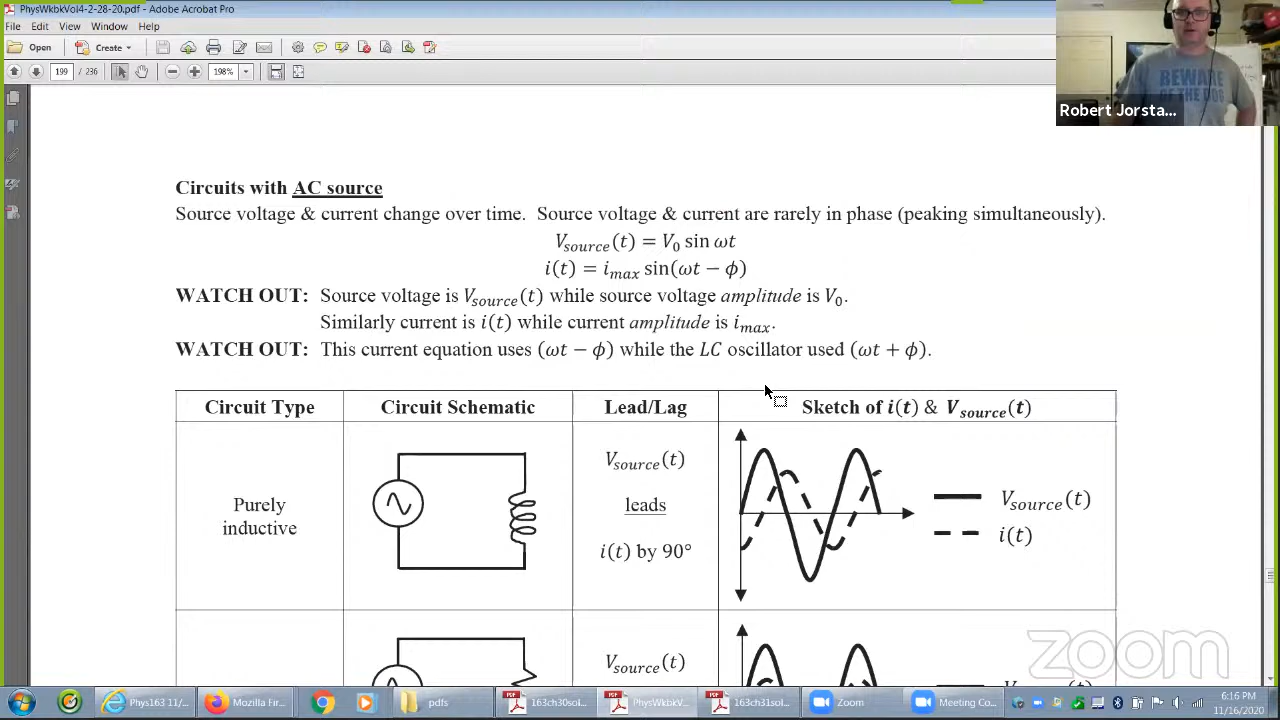 PhysWkbkVol4-2-28-20.pdf - Adobe Acrobat Pro
File Edit View Window Help
Open Create
199 / 236 198%
BEWARE
OF THE DOG
Robert Jorsta...
Circuits with AC source
Source voltage & current change over time. Source voltage & current are rarely in phase (peaking simultaneously).
V_source(t) = V_0 sin ωt
i(t) = i_max sin(ωt − ϕ)
WATCH OUT: Source voltage is V_source(t) while source voltage amplitude is V_0.
Similarly current is i(t) while current amplitude is i_max.
WATCH OUT: This current equation uses (ωt − ϕ) while the LC oscillator used (ωt + ϕ).
Circuit Type Circuit Schematic Lead/Lag Sketch of i(t) & V_source(t)
Purely
inductive
V_source(t)
leads
i(t) by 90°
V_source(t)
i(t)
V_source(t)
zoom
Phys163 11/... Mozilla Fir... pdfs 163ch30sol... PhysWkbV... 163ch31sol... Zoom Meeting Co...
6:16 PM
11/16/2020